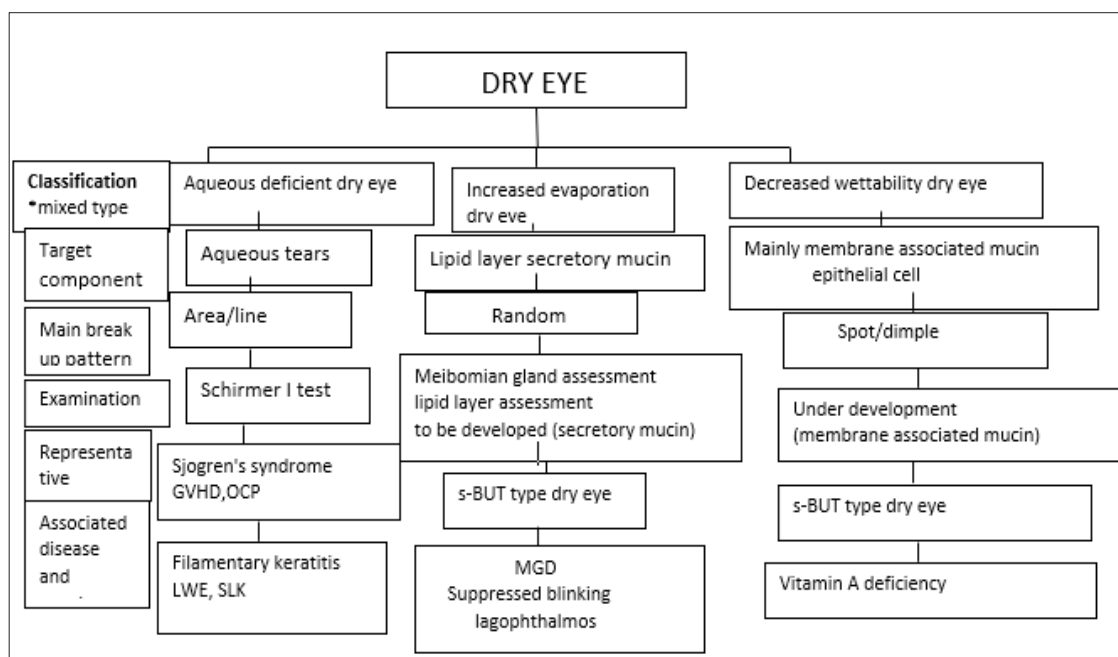 DRY EYE
Classification
*mixed type
Target
component
Main break
up pattern
Examination
Representa
tive
Associated
disease
and
Aqueous deficient dry eye
Aqueous tears
Area/line
Schirmer I test
Sjogren's syndrome
GVHD,OCP
Filamentary keratitis
LWE, SLK
Increased evaporation
dry eye
Lipid layer secretory mucin
Random
Meibomian gland assessment
lipid layer assessment
to be developed (secretory mucin)
s-BUT type dry eye
MGD
Suppressed blinking
lagophthalmos
Decreased wettability dry eye
Mainly membrane associated mucin
epithelial cell
Spot/dimple
Under development
(membrane associated mucin)
s-BUT type dry eye
Vitamin A deficiency